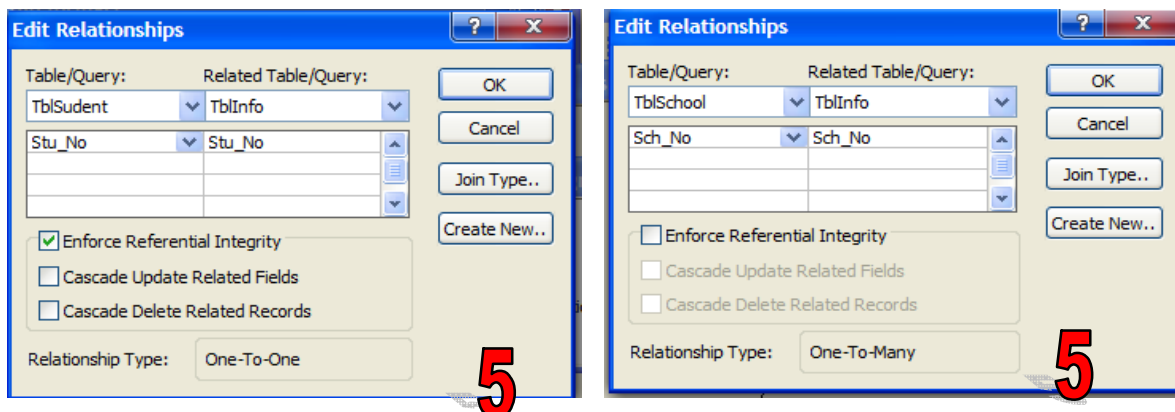 Edit Relationships
Table/Query: Related Table/Query:
TblSudent TblInfo
Stu_No Stu_No
OK
Cancel
Join Type..
Create New..
Enforce Referential Integrity
Cascade Update Related Fields
Cascade Delete Related Records
Relationship Type: One-To-One
5
Edit Relationships
Table/Query: Related Table/Query:
TblSchool TblInfo
Sch_No Sch_No
OK
Cancel
Join Type..
Create New..
Enforce Referential Integrity
Cascade Update Related Fields
Cascade Delete Related Records
Relationship Type: One-To-Many
5